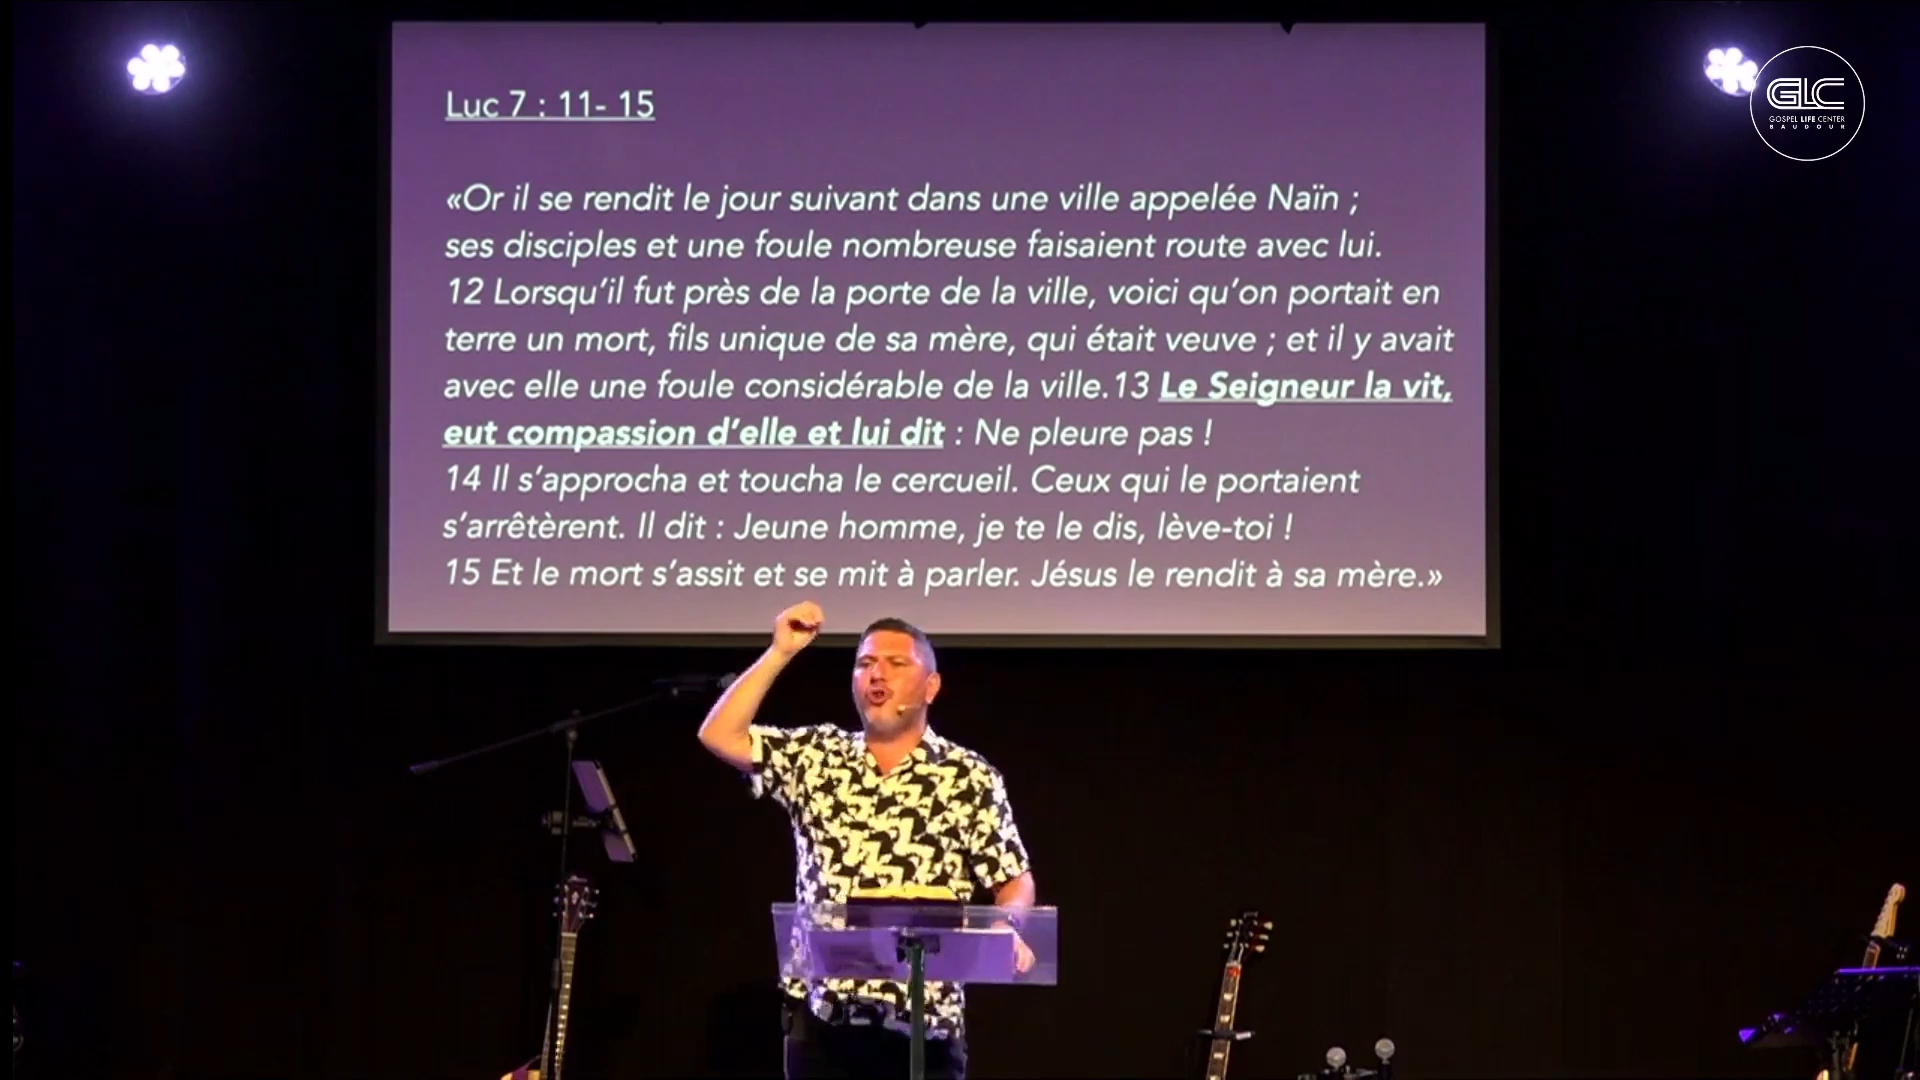 Luc 7 : 11- 15
«Or il se rendit le jour suivant dans une ville appelée Naïn ;
ses disciples et une foule nombreuse faisaient route avec lui.
12 Lorsqu’il fut près de la porte de la ville, voici qu’on portait en
terre un mort, fils unique de sa mère, qui était veuve ; et il y avait
avec elle une foule considérable de la ville.13 Le Seigneur la vit,
eut compassion d’elle et lui dit : Ne pleure pas !
14 Il s’approcha et toucha le cercueil. Ceux qui le portaient
s’arrêtèrent. Il dit : Jeune homme, je te le dis, lève-toi !
15 Et le mort s’assit et se mit à parler. Jésus le rendit à sa mère.»
GLC
GOSPEL LIFE CENTER
BAUDOUR